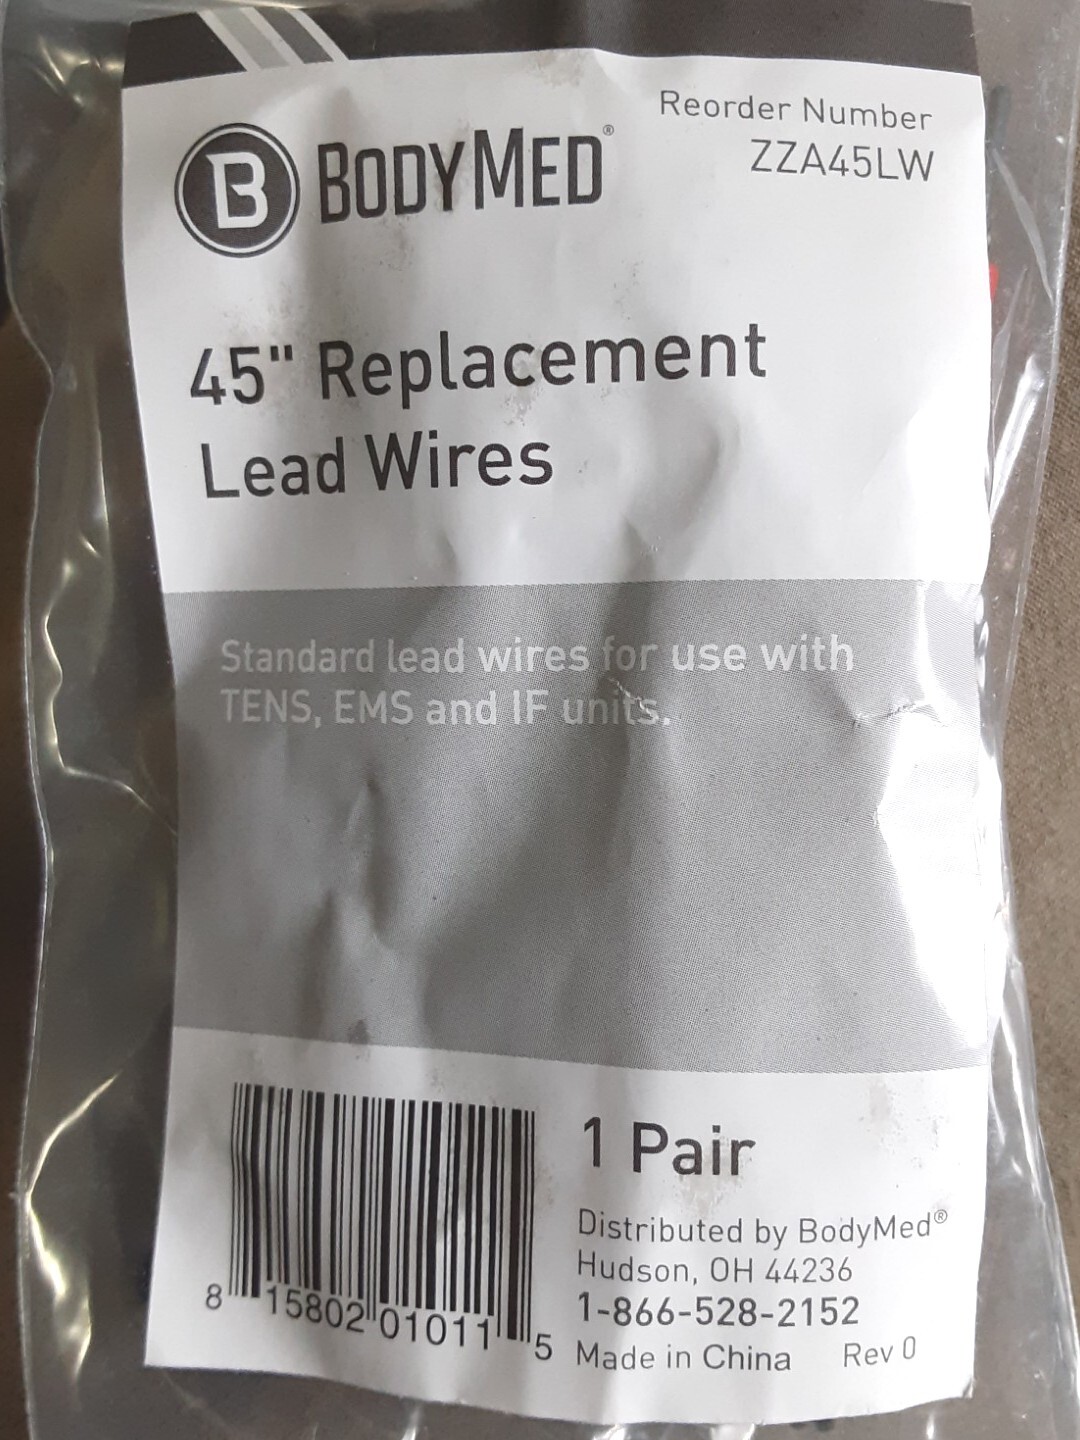 B BODYMED®
Reorder Number
ZZA45LW
45" Replacement
Lead Wires
Standard lead wires for use with
TENS, EMS and IF units.
8 15802 01011 5
1 Pair
Distributed by BodyMed®
Hudson, OH 44236
1-866-528-2152
Made in China Rev 0